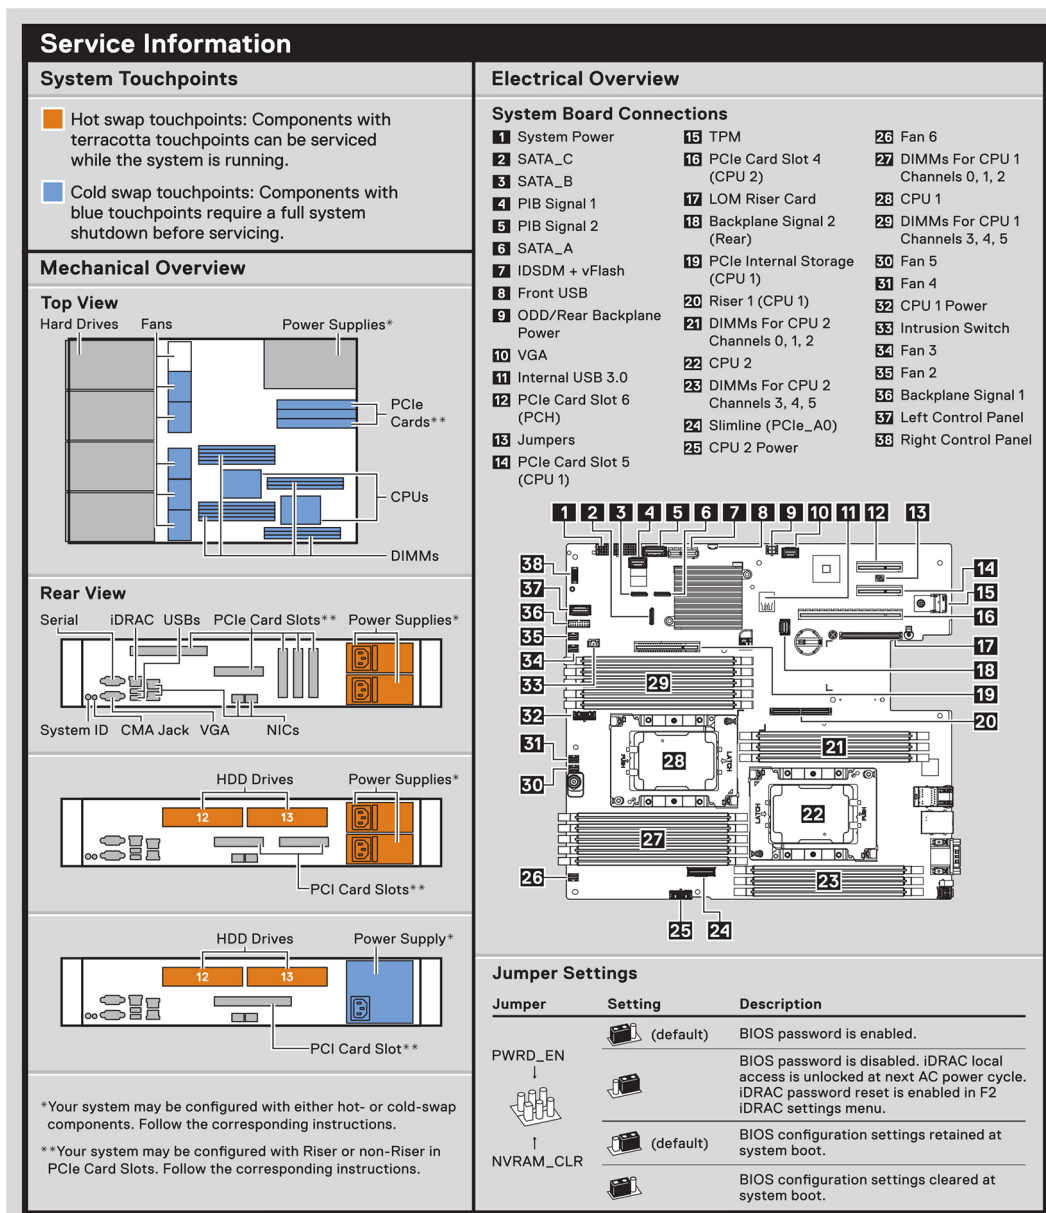 Service Information
System Touchpoints
Hot swap touchpoints: Components with
terracotta touchpoints can be serviced
while the system is running.
Cold swap touchpoints: Components with
blue touchpoints require a full system
shutdown before servicing.
Mechanical Overview
Top View
Hard Drives Fans Power Supplies*
PCIe
Cards**
CPUs
DIMMs
Rear View
Serial iDRAC USBs PCIe Card Slots** Power Supplies*
System ID CMA Jack VGA NICs
HDD Drives Power Supplies*
12 13
PCI Card Slots**
HDD Drives Power Supply*
12 13
PCI Card Slot**
*Your system may be configured with either hot- or cold-swap
components. Follow the corresponding instructions.
**Your system may be configured with Riser or non-Riser in
PCIe Card Slots. Follow the corresponding instructions.
Electrical Overview
System Board Connections
1 System Power
2 SATA_C
3 SATA_B
4 PIB Signal 1
5 PIB Signal 2
6 SATA_A
7 IDSDM + vFlash
8 Front USB
9 ODD/Rear Backplane
Power
10 VGA
11 Internal USB 3.0
12 PCIe Card Slot 6
(PCH)
13 Jumpers
14 PCIe Card Slot 5
(CPU 1)
15 TPM
16 PCIe Card Slot 4
(CPU 2)
17 LOM Riser Card
18 Backplane Signal 2
(Rear)
19 PCIe Internal Storage
(CPU 1)
20 Riser 1 (CPU 1)
21 DIMMs For CPU 2
Channels 0, 1, 2
22 CPU 2
23 DIMMs For CPU 2
Channels 3, 4, 5
24 Slimline (PCIe_A0)
25 CPU 2 Power
26 Fan 6
27 DIMMs For CPU 1
Channels 0, 1, 2
28 CPU 1
29 DIMMs For CPU 1
Channels 3, 4, 5
30 Fan 5
31 Fan 4
32 CPU 1 Power
33 Intrusion Switch
34 Fan 3
35 Fan 2
36 Backplane Signal 1
37 Left Control Panel
38 Right Control Panel
1 2 3 4 5 6 7 8 9 10 11 12 13
38
14
37
15
36
16
35
17
34
18
33
29
19
32
20
31
21
28
PUSH
LATCH
30
22
LATCH
PUSH
27
26
23
25 24
Jumper Settings
Jumper Setting Description
PWRD_EN
(default) BIOS password is enabled.
BIOS password is disabled. iDRAC local
access is unlocked at next AC power cycle.
iDRAC password reset is enabled in F2
iDRAC settings menu.
NVRAM_CLR
(default) BIOS configuration settings retained at
system boot.
BIOS configuration settings cleared at
system boot.